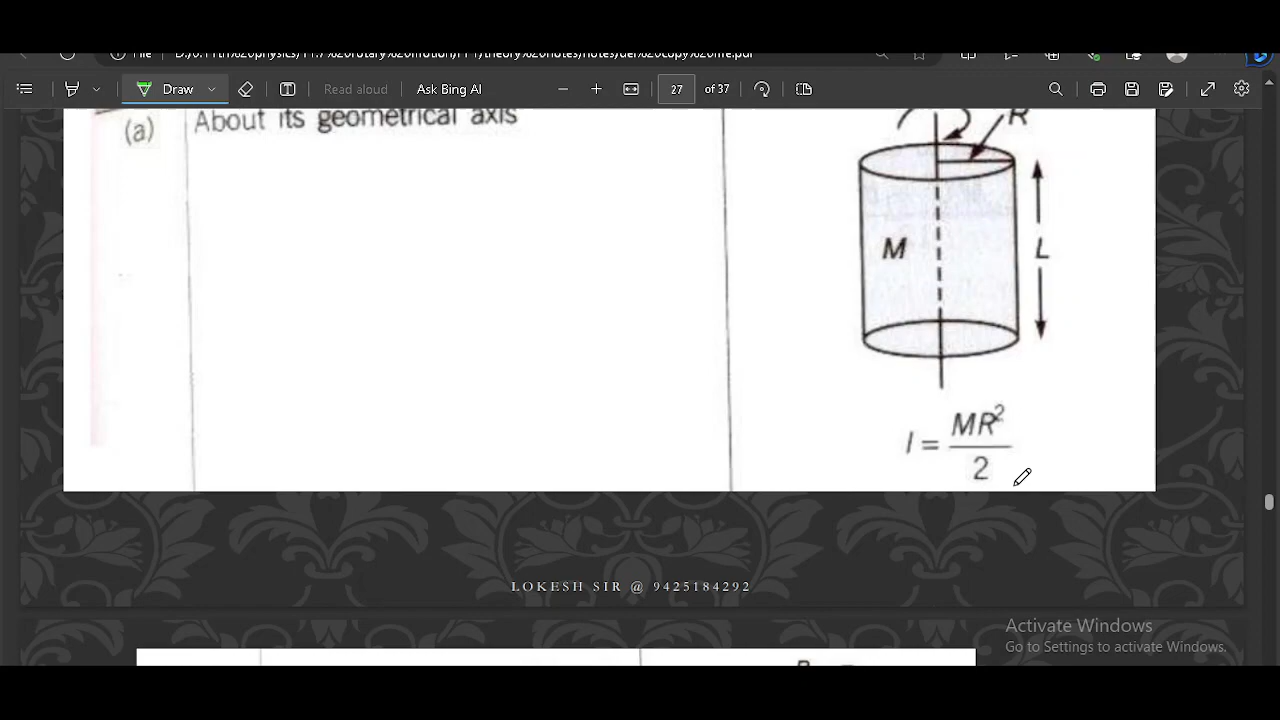 File
Draw
Read aloud
Ask Bing AI
27 of 37
(a) About its geometrical axis
R
M
L
I = MR²/2
LOKESH SIR @ 9425184292
Activate Windows
Go to Settings to activate Windows.